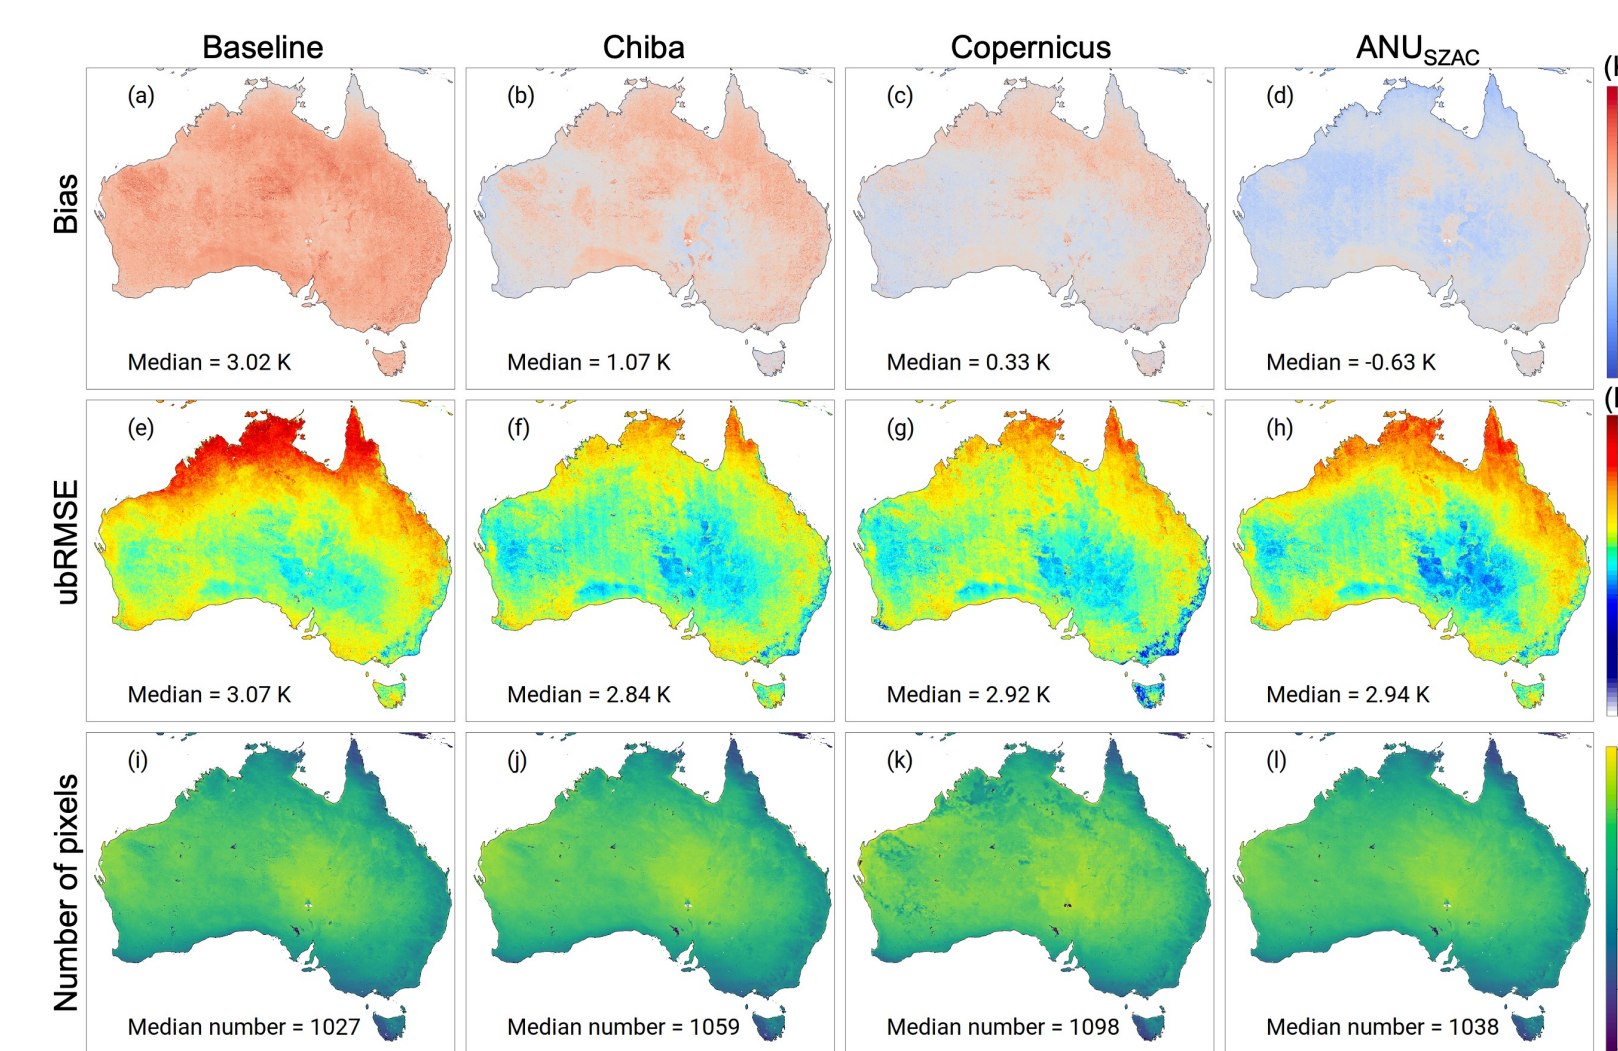 Baseline Chiba Copernicus ANUSZAC
Bias
(a) (b) (c) (d)
Median = 3.02 K Median = 1.07 K Median = 0.33 K Median = -0.63 K
ubRMSE
(e) (f) (g) (h)
Median = 3.07 K Median = 2.84 K Median = 2.92 K Median = 2.94 K
Number of pixels
(i) (j) (k) (l)
Median number = 1027 Median number = 1059 Median number = 1098 Median number = 1038